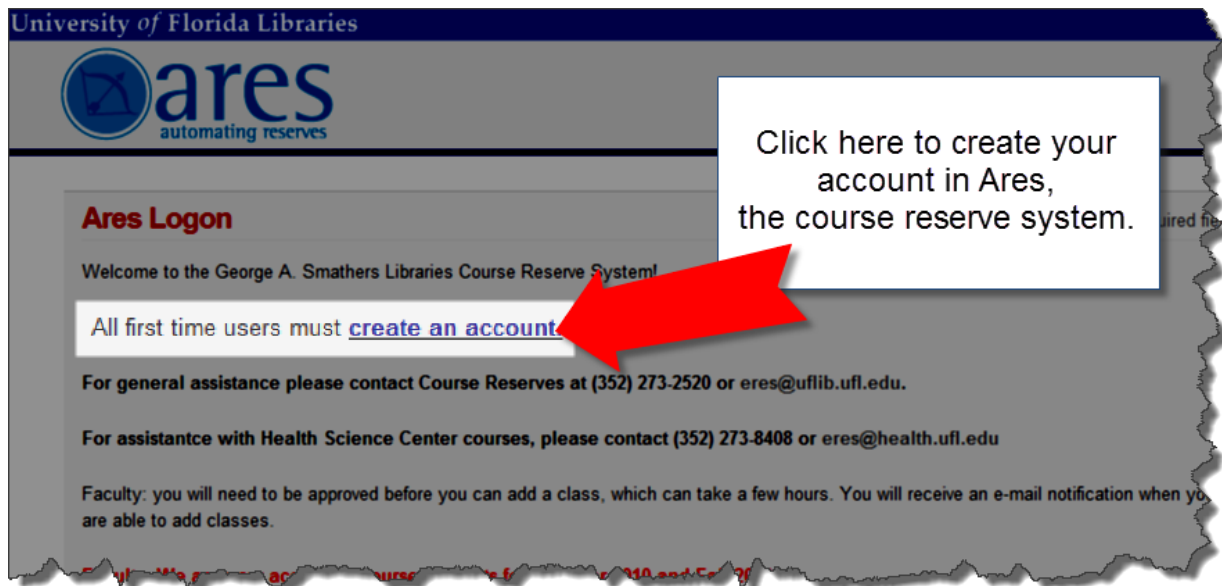 University of Florida Libraries
ares
automating reserves
Click here to create your
account in Ares,
the course reserve system.
Ares Logon
Welcome to the George A. Smathers Libraries Course Reserve System!
All first time users must create an account.
For general assistance please contact Course Reserves at (352) 273-2520 or eres@uflib.ufl.edu.
For assistantce with Health Science Center courses, please contact (352) 273-8408 or eres@health.ufl.edu
Faculty: you will need to be approved before you can add a class, which can take a few hours. You will receive an e-mail notification when
are able to add classes.